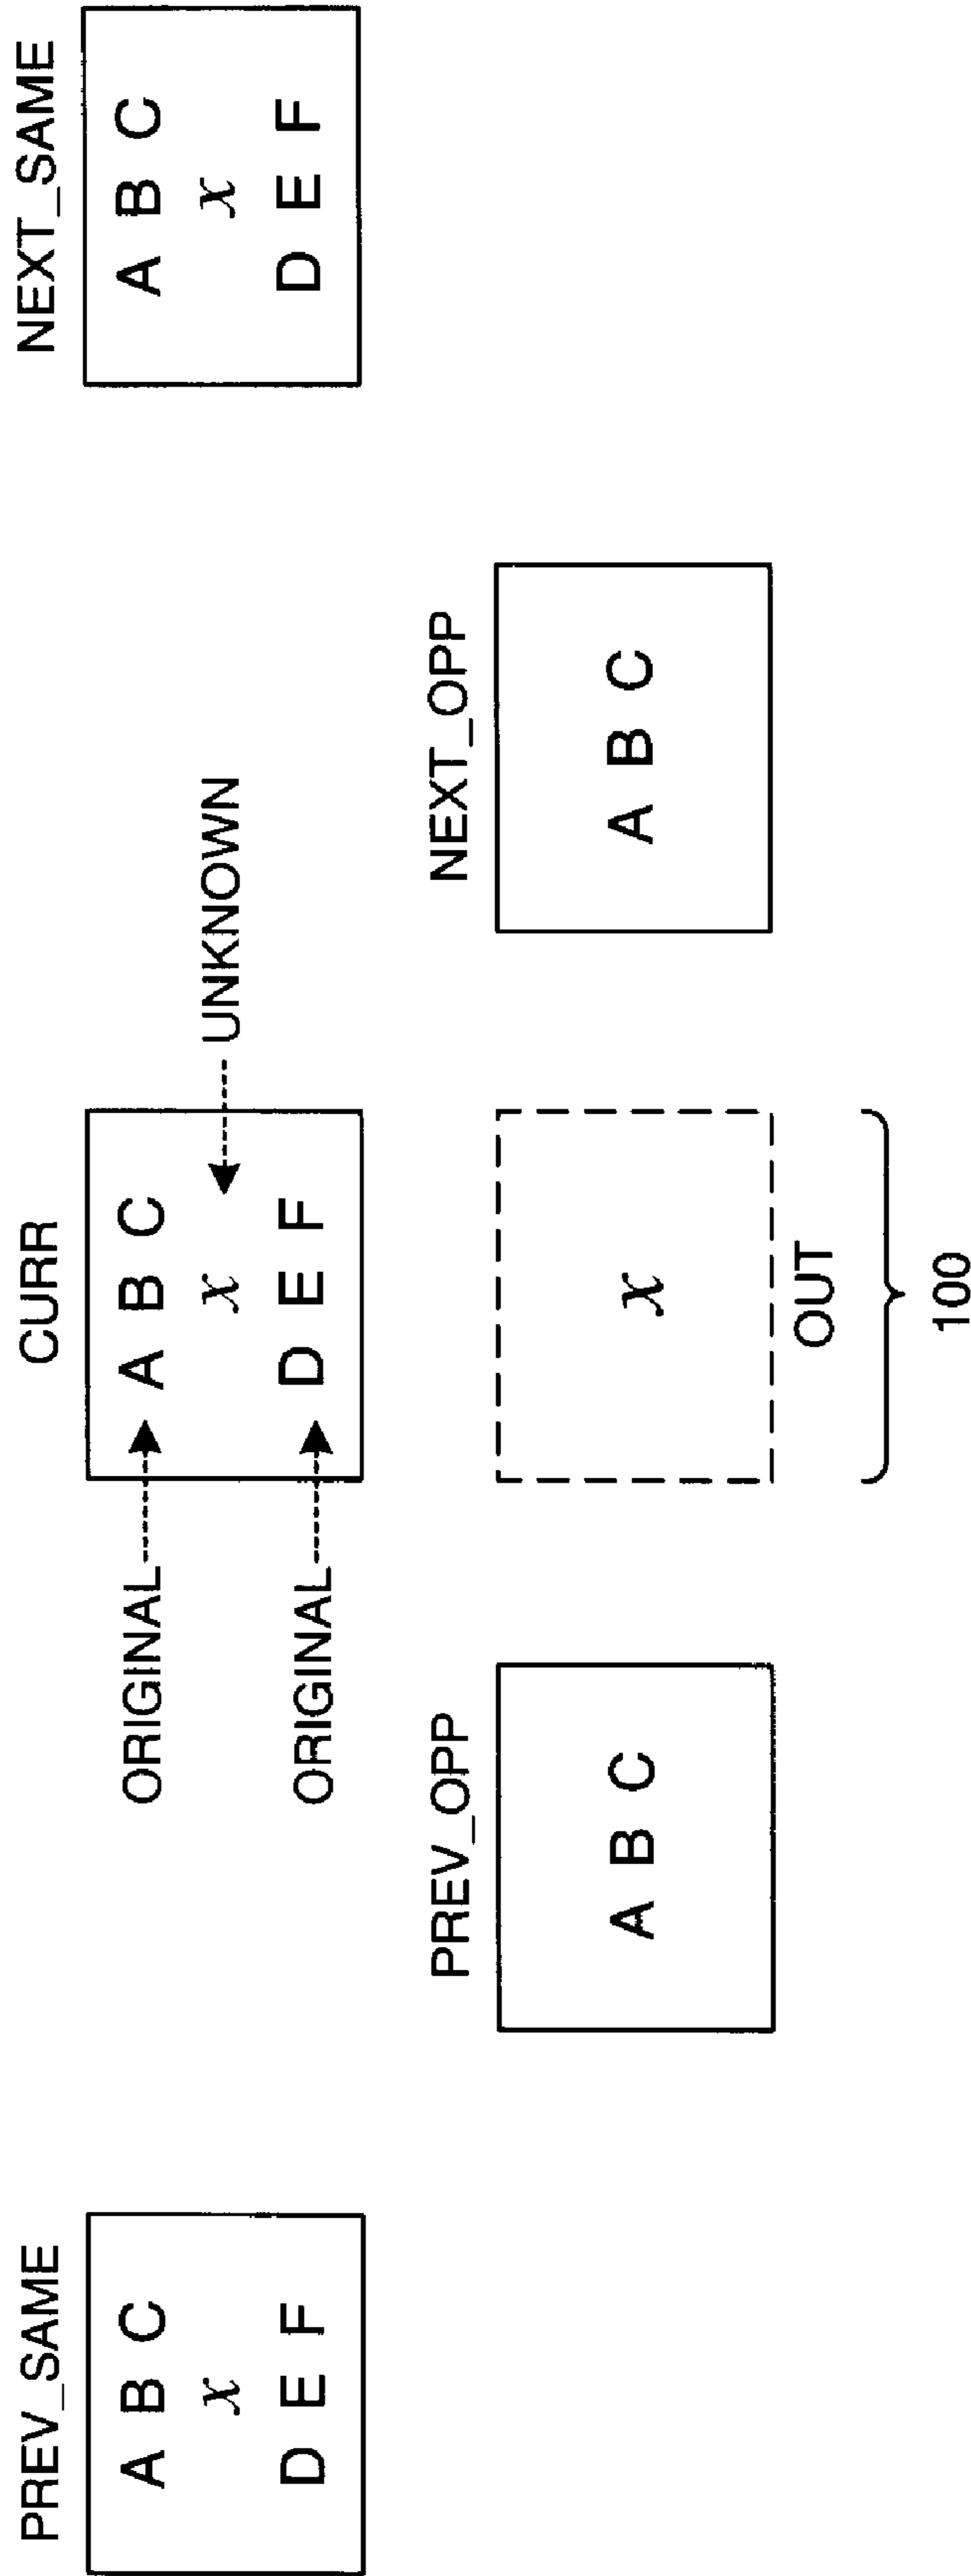 PREV_SAME
A B C
x
D E F
CURR
ORIGINAL
A B C
x
UNKNOWN
ORIGINAL
D E F
NEXT_SAME
A B C
x
D E F
PREV_OPP
A B C
x
OUT
100
NEXT_OPP
A B C